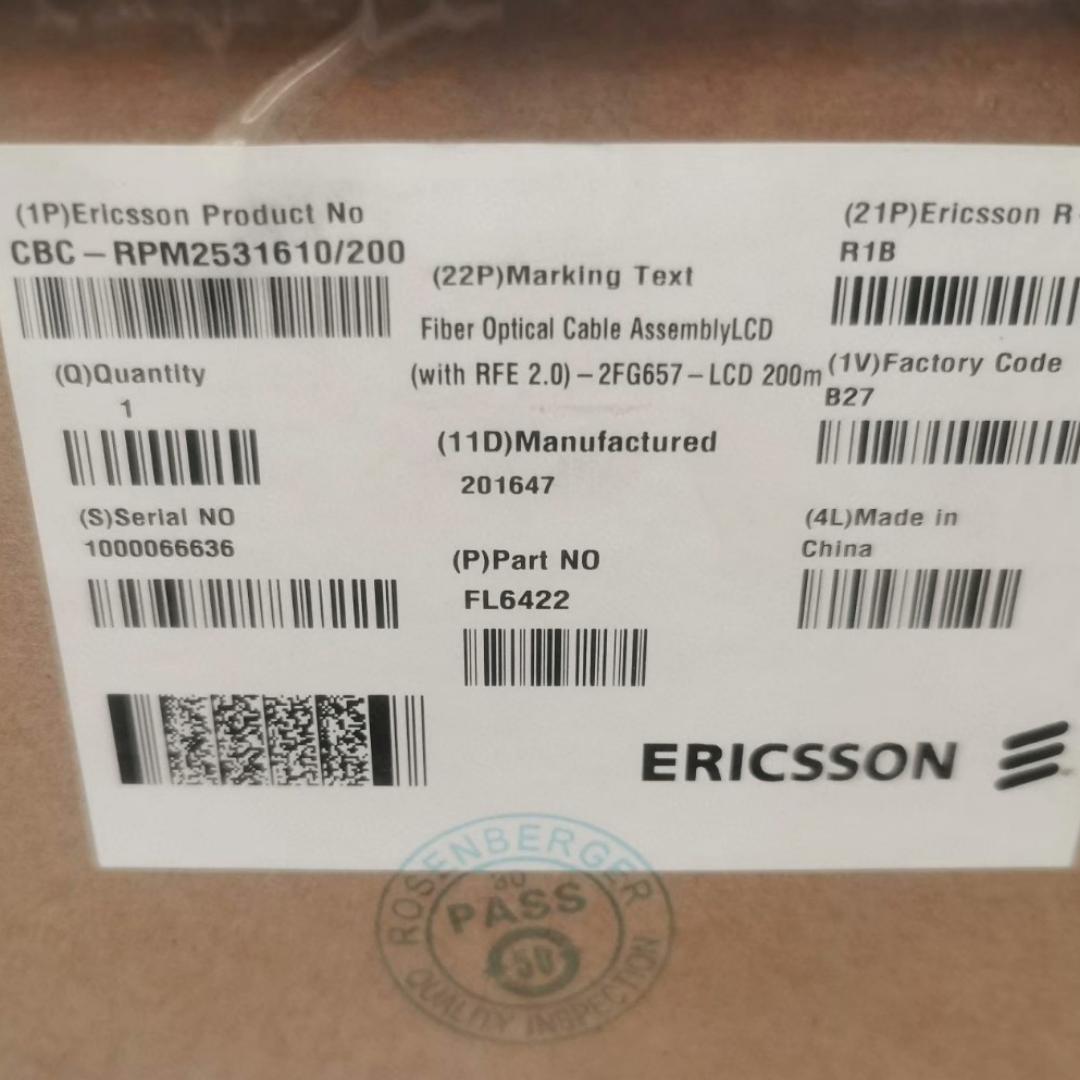 (1P)Ericsson Product No
CBC-RPM2531610/200
(Q)Quantity
1
(S)Serial NO
1000066636
(22P)Marking Text
Fiber Optical Cable AssemblyLCD
(with RFE 2.0)-2FG657-LCD 200m
(11D)Manufactured
201647
(P)Part NO
FL6422
(21P)Ericsson R
R1B
(1V)Factory Code
B27
(4L)Made in
China
ERICSSON
ROSENBERGER
PASS
50
QUALITY INSPECTION